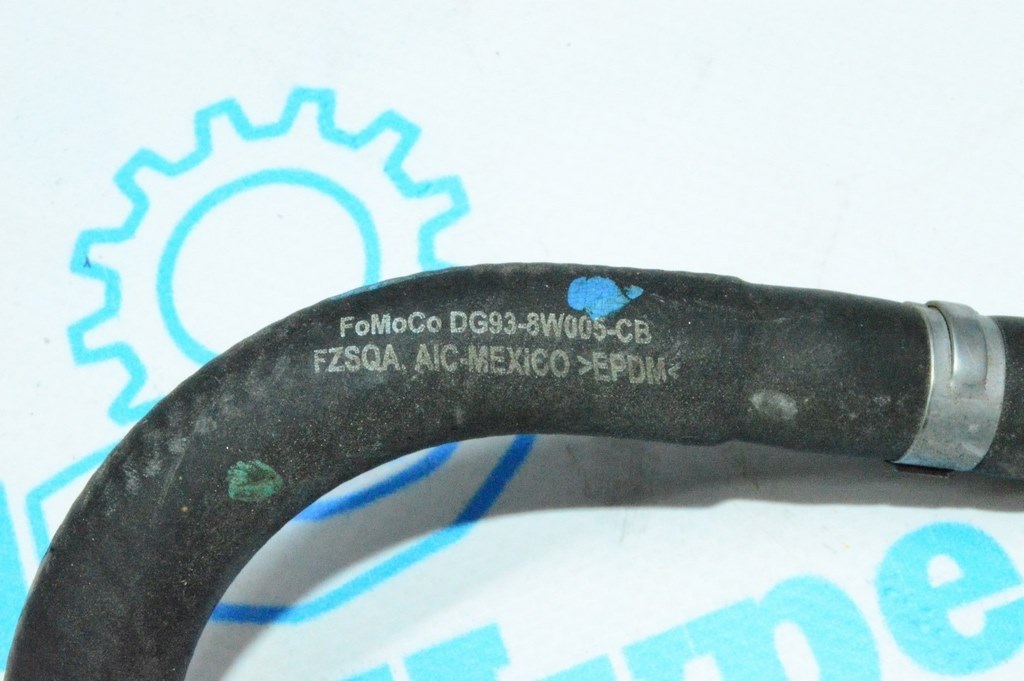 FoMoCo DG93-8W005-CB
FZSQA. AIC-MEXICO >EPDM<